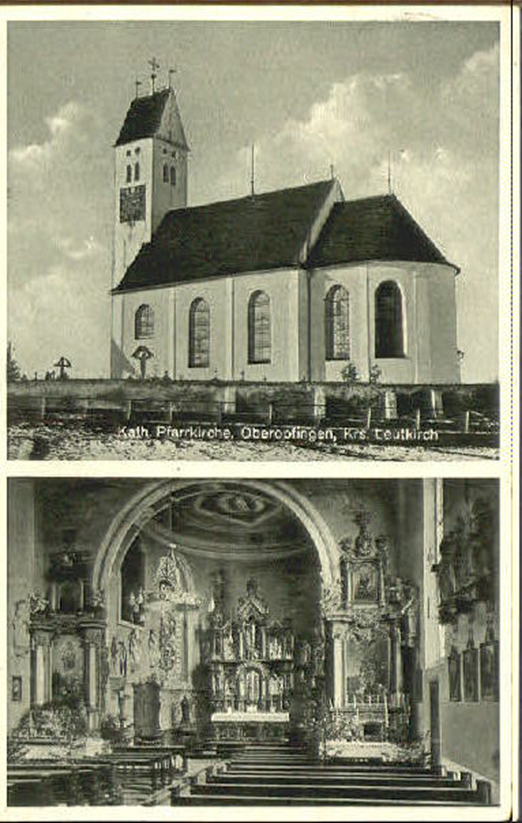 Kath. Pfarrkirche, Oberopfingen, Krs. Leutkirch